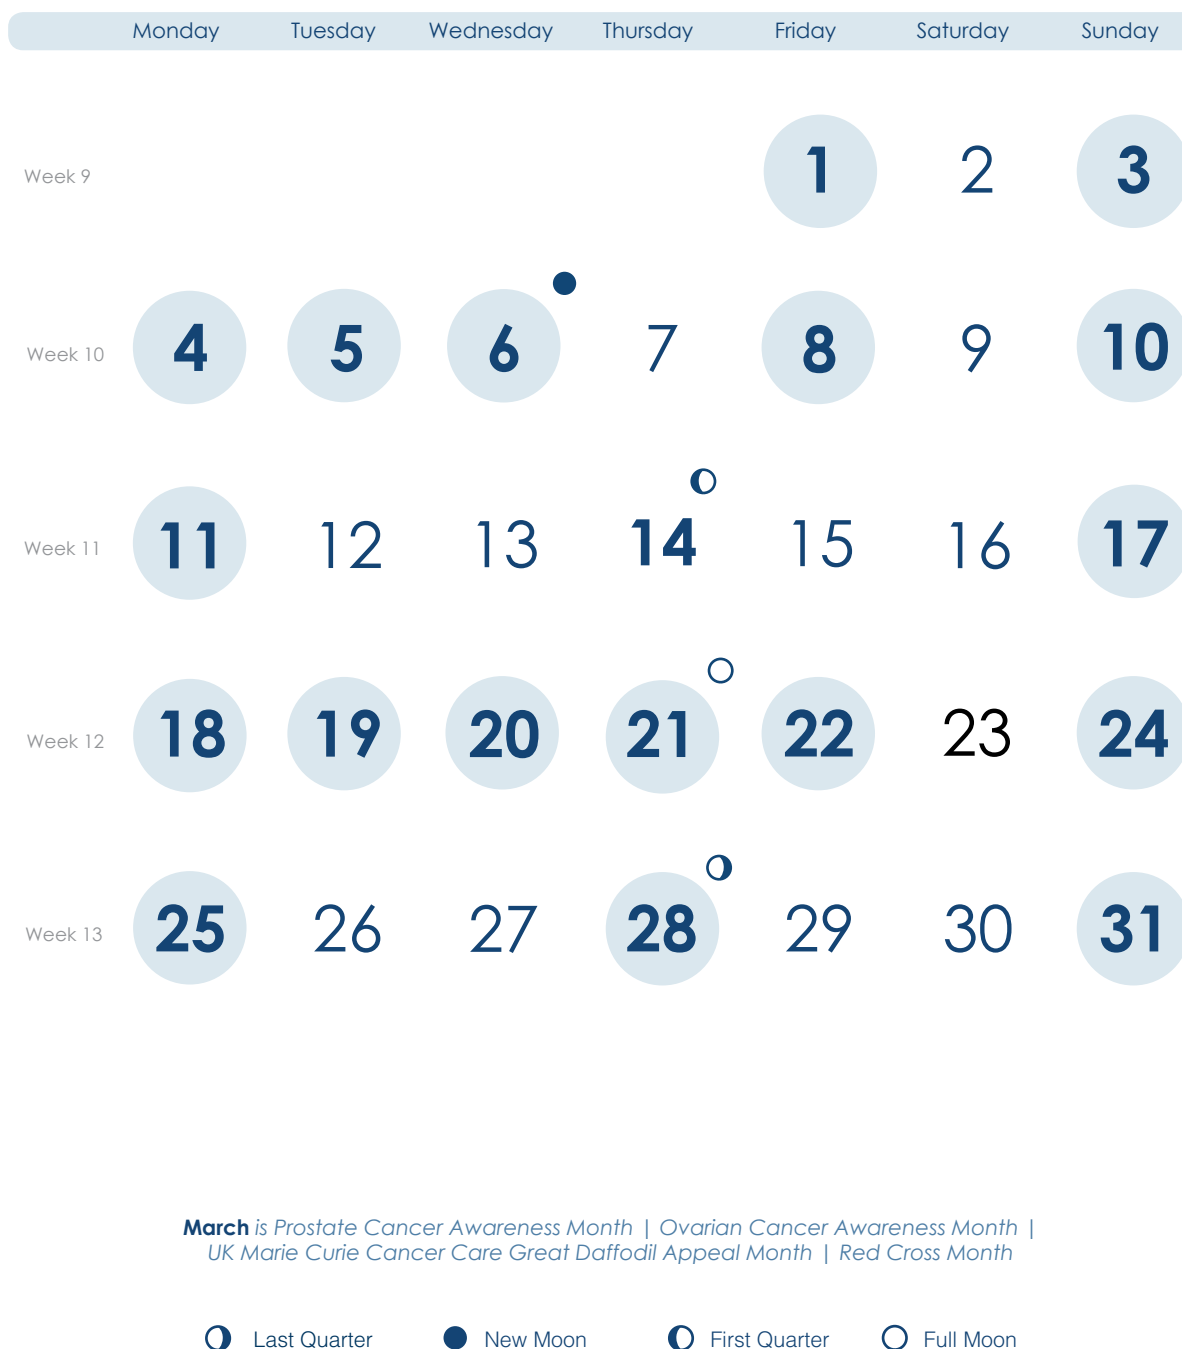 Monday Tuesday Wednesday Thursday Friday Saturday Sunday
Week 9 1 2 3
Week 10 4 5 6 7 8 9 10
Week 11 11 12 13 14 15 16 17
Week 12 18 19 20 21 22 23 24
Week 13 25 26 27 28 29 30 31
March is Prostate Cancer Awareness Month | Ovarian Cancer Awareness Month |
UK Marie Curie Cancer Care Great Daffodil Appeal Month | Red Cross Month
Last Quarter New Moon First Quarter Full Moon